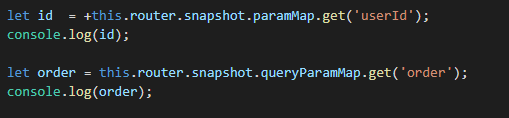 let id  = +this.router.snapshot.paramMap.get('userId');
console.log(id);
let order = this.router.snapshot.queryParamMap.get('order');
console.log(order);